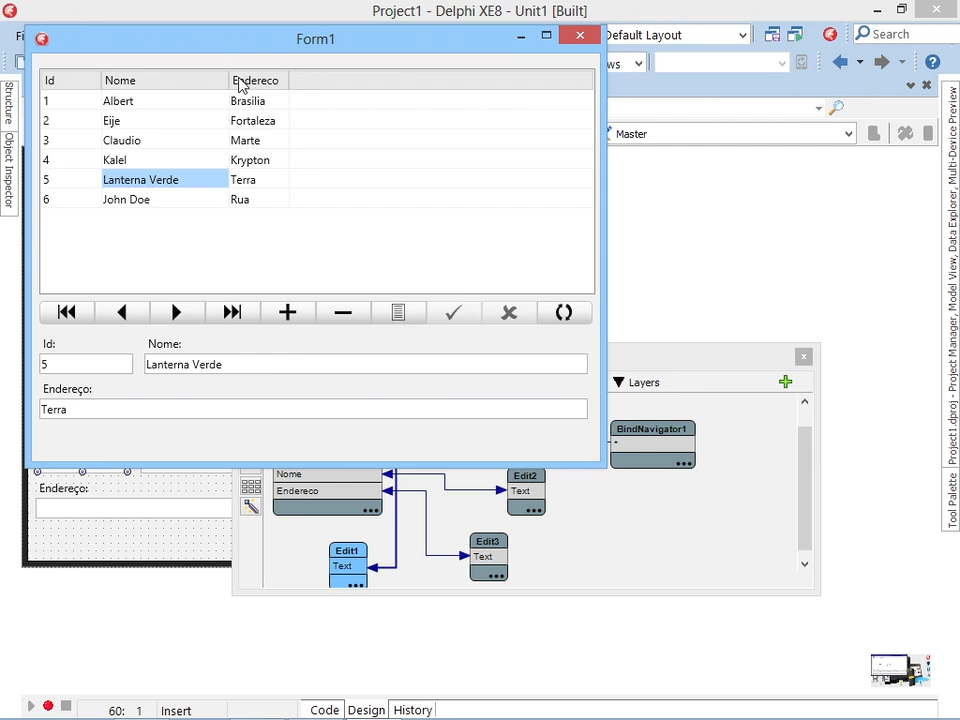 Project1 - Delphi XE8 - Unit1 [Built]
Form1
Default Layout
Search
Id Nome Endereco
1 Albert Brasilia
2 Eije Fortaleza
3 Claudio Marte
4 Kalel Krypton
5 Lanterna Verde Terra
6 John Doe Rua
Master
Id: Nome:
5 Lanterna Verde
Endereço:
Terra
Structure
Object Inspector
Tool Palette Project1.dproj - Project Manager, Model View, Data Explorer, Multi-Device Preview
Layers
BindNavigator1
*
Nome
Endereco
Edit2
Text
Edit1
Text
Edit3
Text
Endereço:
60: 1 Insert Code Design History